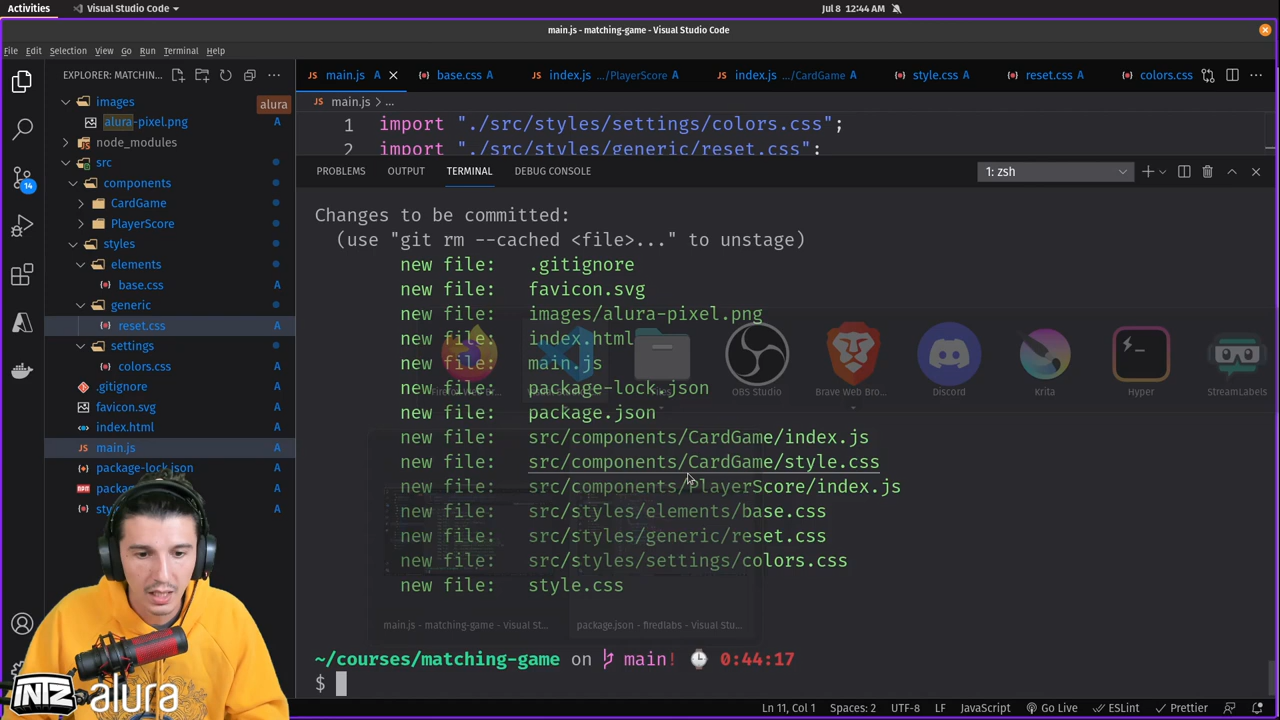 Activities
Visual Studio Code
Jul 8 12:44 AM
main.js - matching-game - Visual Studio Code
File Edit Selection View Go Run Terminal Help
EXPLORER: MATCHIN...
main.js A
base.css A
index.js .../PlayerScore A
index.js .../CardGame A
style.css A
reset.css A
colors.css
images
alura
alura-pixel.png A
node_modules
src
components
CardGame
PlayerScore
styles
elements
base.css A
generic
reset.css A
settings
colors.css A
.gitignore A
favicon.svg A
index.html A
main.js A
package-lock.json A
A
A
14
main.js > ...
1 import "./src/styles/settings/colors.css";
2 import "./src/styles/generic/reset.css";
PROBLEMS OUTPUT TERMINAL DEBUG CONSOLE
1: zsh
Changes to be committed:
(use "git rm --cached <file>..." to unstage)
new file: .gitignore
new file: favicon.svg
new file: images/alura-pixel.png
new file: index.html
new file: main.js
new file: package-lock.json
new file: package.json
new file: src/components/CardGame/index.js
new file: src/components/CardGame/style.css
new file: src/components/PlayerScore/index.js
new file: src/styles/elements/base.css
new file: src/styles/generic/reset.css
new file: src/styles/settings/colors.css
new file: style.css
OBS Studio
Brave Web Bro...
Discord
Krita
Hyper
StreamLabels
main.js - matching-game - Visual St...
package.json - firedlabs - Visual Stu...
~/courses/matching-game on main! 0:44:17
$
INTZ alura
Ln 11, Col 1 Spaces: 2 UTF-8 LF JavaScript Go Live ESLint Prettier